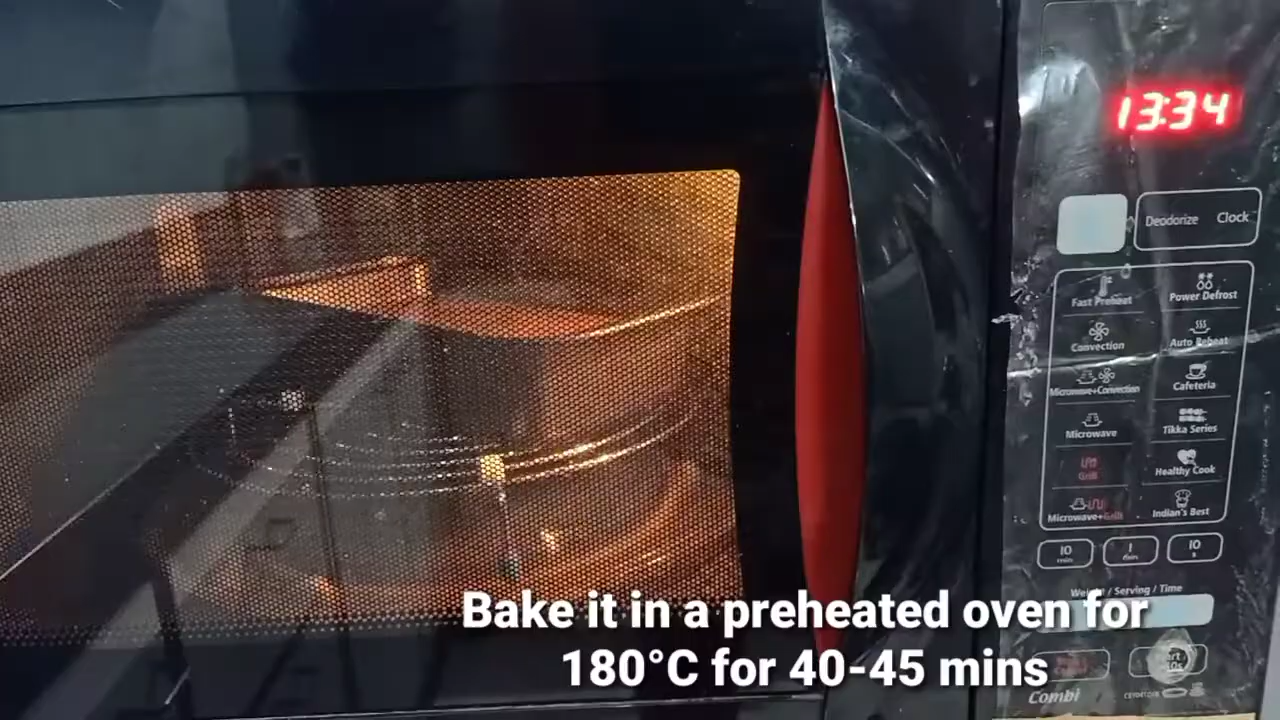 13:34
Deodorize Clock
Fast Preheat Power Defrost
Convection Auto Reheat
Microwave+Convection Cafeteria
Microwave Tikka Series
Grill Healthy Cook
Microwave+Grill Indian's Best
10 min 1 min 10 s
Weight / Serving / Time
Bake it in a preheated oven for
180°C for 40-45 mins
Combi